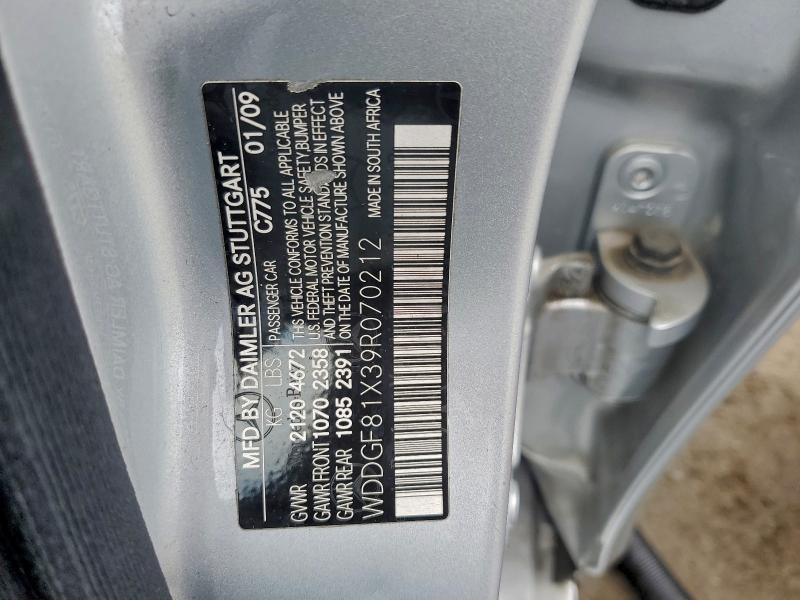 MFD BY DAIMLER AG STUTTGART
C775 01/09
KG LBS PASSENGER CAR
GVWR 2120 4672 THIS VEHICLE CONFORMS TO ALL APPLICABLE
U.S. FEDERAL MOTOR VEHICLE SAFETY,BUMPER
GAWR FRONT 1070 2358 AND THEFT PREVENTION STANDARDS IN EFFECT
GAWR REAR 1085 2391 ON THE DATE OF MANUFACTURE SHOWN ABOVE
WDDGF81X39R070212 MADE IN SOUTH AFRICA